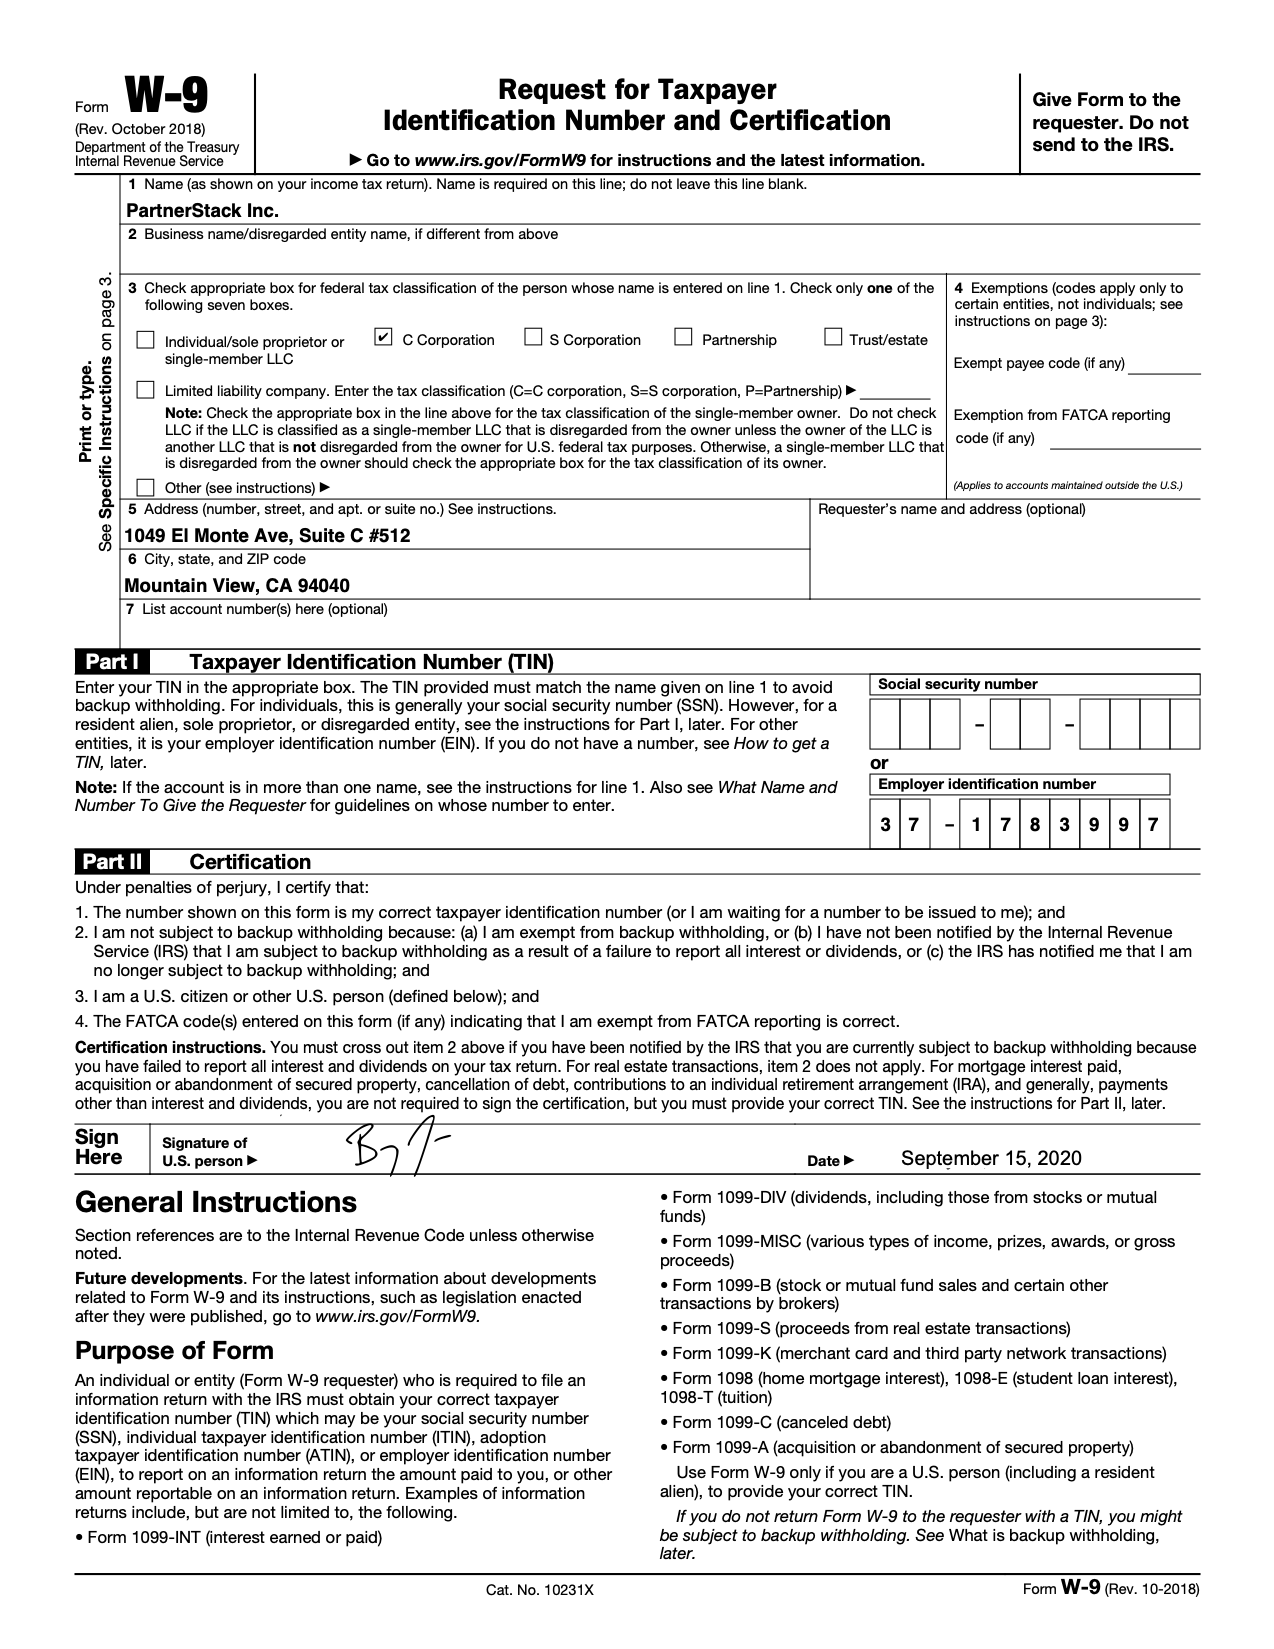 Form W-9
(Rev. October 2018)
Department of the Treasury
Internal Revenue Service
Request for Taxpayer
Identification Number and Certification
▶ Go to www.irs.gov/FormW9 for instructions and the latest information.
Give Form to the
requester. Do not
send to the IRS.
Print or type.
See Specific Instructions on page 3.
1 Name (as shown on your income tax return). Name is required on this line; do not leave this line blank.
PartnerStack Inc.
2 Business name/disregarded entity name, if different from above
3 Check appropriate box for federal tax classification of the person whose name is entered on line 1. Check only one of the
following seven boxes.
Individual/sole proprietor or
single-member LLC
✔ C Corporation
S Corporation
Partnership
Trust/estate
Limited liability company. Enter the tax classification (C=C corporation, S=S corporation, P=Partnership) ▶
Note: Check the appropriate box in the line above for the tax classification of the single-member owner. Do not check
LLC if the LLC is classified as a single-member LLC that is disregarded from the owner unless the owner of the LLC is
another LLC that is not disregarded from the owner for U.S. federal tax purposes. Otherwise, a single-member LLC that
is disregarded from the owner should check the appropriate box for the tax classification of its owner.
Other (see instructions) ▶
4 Exemptions (codes apply only to
certain entities, not individuals; see
instructions on page 3):
Exempt payee code (if any)
Exemption from FATCA reporting
code (if any)
(Applies to accounts maintained outside the U.S.)
5 Address (number, street, and apt. or suite no.) See instructions.
1049 El Monte Ave, Suite C #512
Requester's name and address (optional)
6 City, state, and ZIP code
Mountain View, CA 94040
7 List account number(s) here (optional)
Part I Taxpayer Identification Number (TIN)
Enter your TIN in the appropriate box. The TIN provided must match the name given on line 1 to avoid
backup withholding. For individuals, this is generally your social security number (SSN). However, for a
resident alien, sole proprietor, or disregarded entity, see the instructions for Part I, later. For other
entities, it is your employer identification number (EIN). If you do not have a number, see How to get a
TIN, later.
Note: If the account is in more than one name, see the instructions for line 1. Also see What Name and
Number To Give the Requester for guidelines on whose number to enter.
Social security number
– –
or
Employer identification number
3 7 – 1 7 8 3 9 9 7
Part II Certification
Under penalties of perjury, I certify that:
1. The number shown on this form is my correct taxpayer identification number (or I am waiting for a number to be issued to me); and
2. I am not subject to backup withholding because: (a) I am exempt from backup withholding, or (b) I have not been notified by the Internal Revenue
Service (IRS) that I am subject to backup withholding as a result of a failure to report all interest or dividends, or (c) the IRS has notified me that I am
no longer subject to backup withholding; and
3. I am a U.S. citizen or other U.S. person (defined below); and
4. The FATCA code(s) entered on this form (if any) indicating that I am exempt from FATCA reporting is correct.
Certification instructions. You must cross out item 2 above if you have been notified by the IRS that you are currently subject to backup withholding because
you have failed to report all interest and dividends on your tax return. For real estate transactions, item 2 does not apply. For mortgage interest paid,
acquisition or abandonment of secured property, cancellation of debt, contributions to an individual retirement arrangement (IRA), and generally, payments
other than interest and dividends, you are not required to sign the certification, but you must provide your correct TIN. See the instructions for Part II, later.
Sign
Here
Signature of
U.S. person ▶
Date ▶ September 15, 2020
General Instructions
Section references are to the Internal Revenue Code unless otherwise
noted.
Future developments. For the latest information about developments
related to Form W-9 and its instructions, such as legislation enacted
after they were published, go to www.irs.gov/FormW9.
Purpose of Form
An individual or entity (Form W-9 requester) who is required to file an
information return with the IRS must obtain your correct taxpayer
identification number (TIN) which may be your social security number
(SSN), individual taxpayer identification number (ITIN), adoption
taxpayer identification number (ATIN), or employer identification number
(EIN), to report on an information return the amount paid to you, or other
amount reportable on an information return. Examples of information
returns include, but are not limited to, the following.
• Form 1099-INT (interest earned or paid)
• Form 1099-DIV (dividends, including those from stocks or mutual
funds)
• Form 1099-MISC (various types of income, prizes, awards, or gross
proceeds)
• Form 1099-B (stock or mutual fund sales and certain other
transactions by brokers)
• Form 1099-S (proceeds from real estate transactions)
• Form 1099-K (merchant card and third party network transactions)
• Form 1098 (home mortgage interest), 1098-E (student loan interest),
1098-T (tuition)
• Form 1099-C (canceled debt)
• Form 1099-A (acquisition or abandonment of secured property)
Use Form W-9 only if you are a U.S. person (including a resident
alien), to provide your correct TIN.
If you do not return Form W-9 to the requester with a TIN, you might
be subject to backup withholding. See What is backup withholding,
later.
Cat. No. 10231X
Form W-9 (Rev. 10-2018)